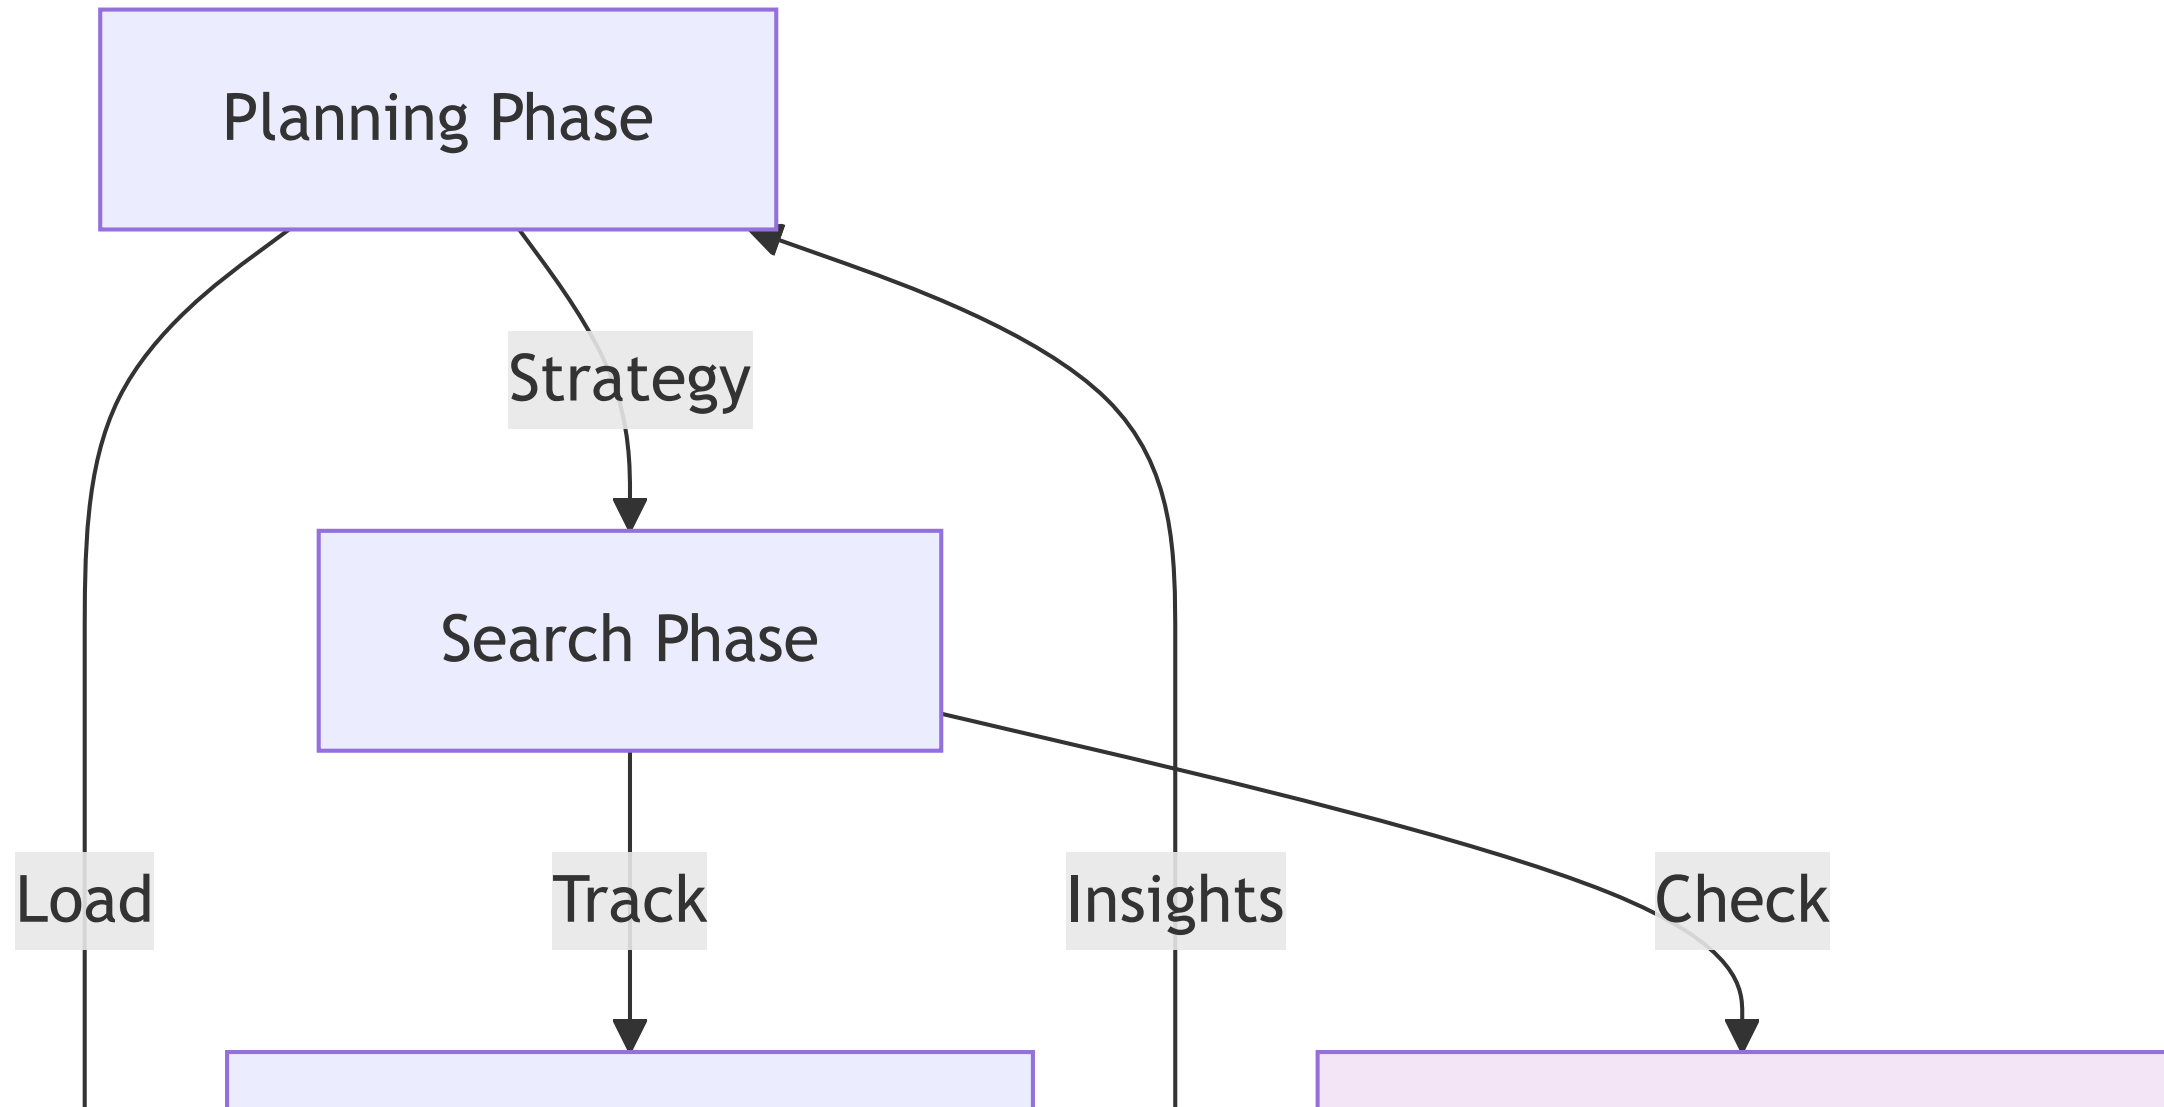 Planning Phase
Strategy
Search Phase
Load
Track
Insights
Check